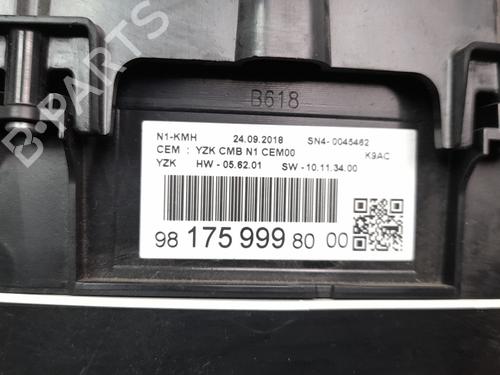 B-PARTS
B618
N1-KMH 24.09.2018 SN4- 0045462
CEM : YZK CMB N1 CEM00 K9AC
YZK HW - 05.62.01 SW - 10.11.34.00
98 175 999 80 00